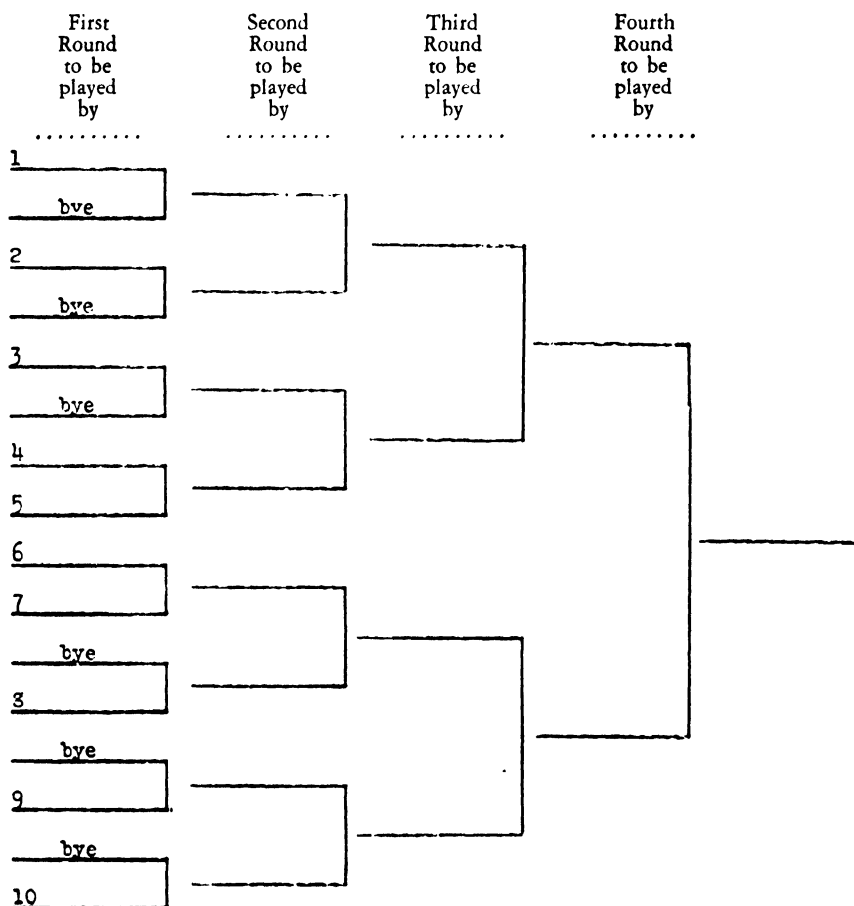 First
Round
to be
played
by
..........
Second
Round
to be
played
by
..........
Third
Round
to be
played
by
..........
Fourth
Round
to be
played
by
..........
1
bye
2
bye
3
bye
4
5
6
7
bye
8
bye
9
bye
10